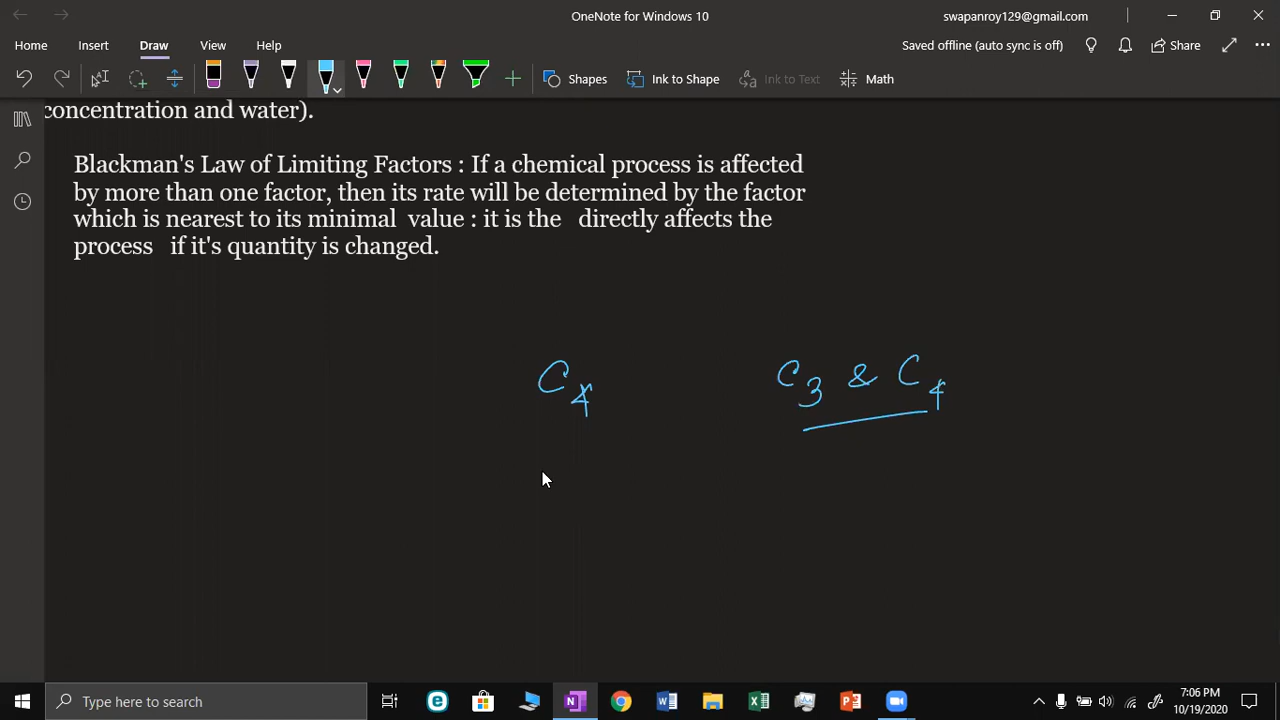 OneNote for Windows 10
swapanroy129@gmail.com
Home Insert Draw View Help
Saved offline (auto sync is off) Share
Shapes Ink to Shape Ink to Text Math
concentration and water).
Blackman's Law of Limiting Factors : If a chemical process is affected
by more than one factor, then its rate will be determined by the factor
which is nearest to its minimal value : it is the directly affects the
process if it's quantity is changed.
C4 C3 & C4
Type here to search
7:06 PM
10/19/2020